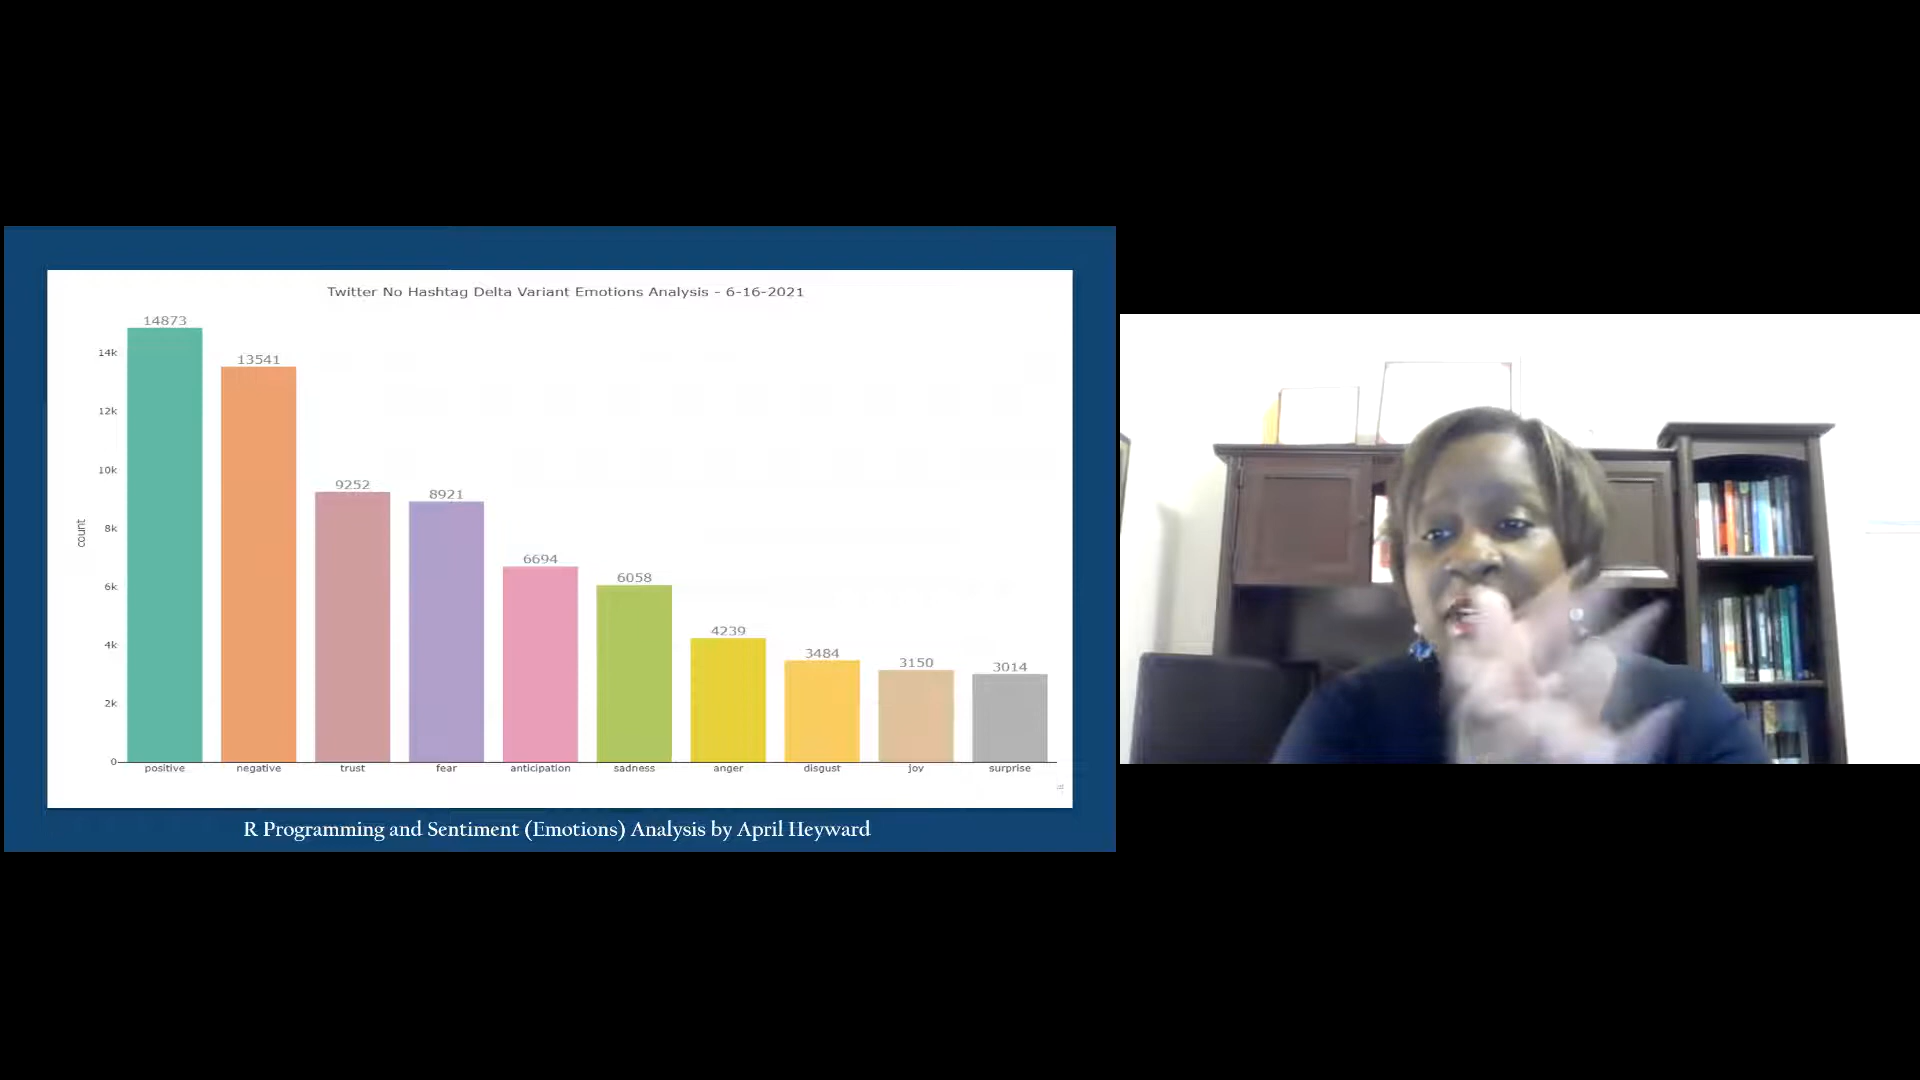 Twitter No Hashtag Delta Variant Emotions Analysis - 6-16-2021
14873
13541
9252
8921
6694
6058
4239
3484
3150
3014
14k
12k
10k
8k
6k
4k
2k
0
count
positive negative trust fear anticipation sadness anger disgust joy surprise
R Programming and Sentiment (Emotions) Analysis by April Heyward